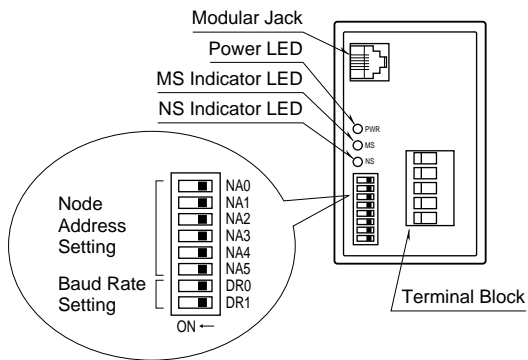 Modular Jack
Power LED
MS Indicator LED
NS Indicator LED
PWR
MS
NS
Node
Address
Setting
NA0
NA1
NA2
NA3
NA4
NA5
Baud Rate
Setting
DR0
DR1
ON ←
Terminal Block